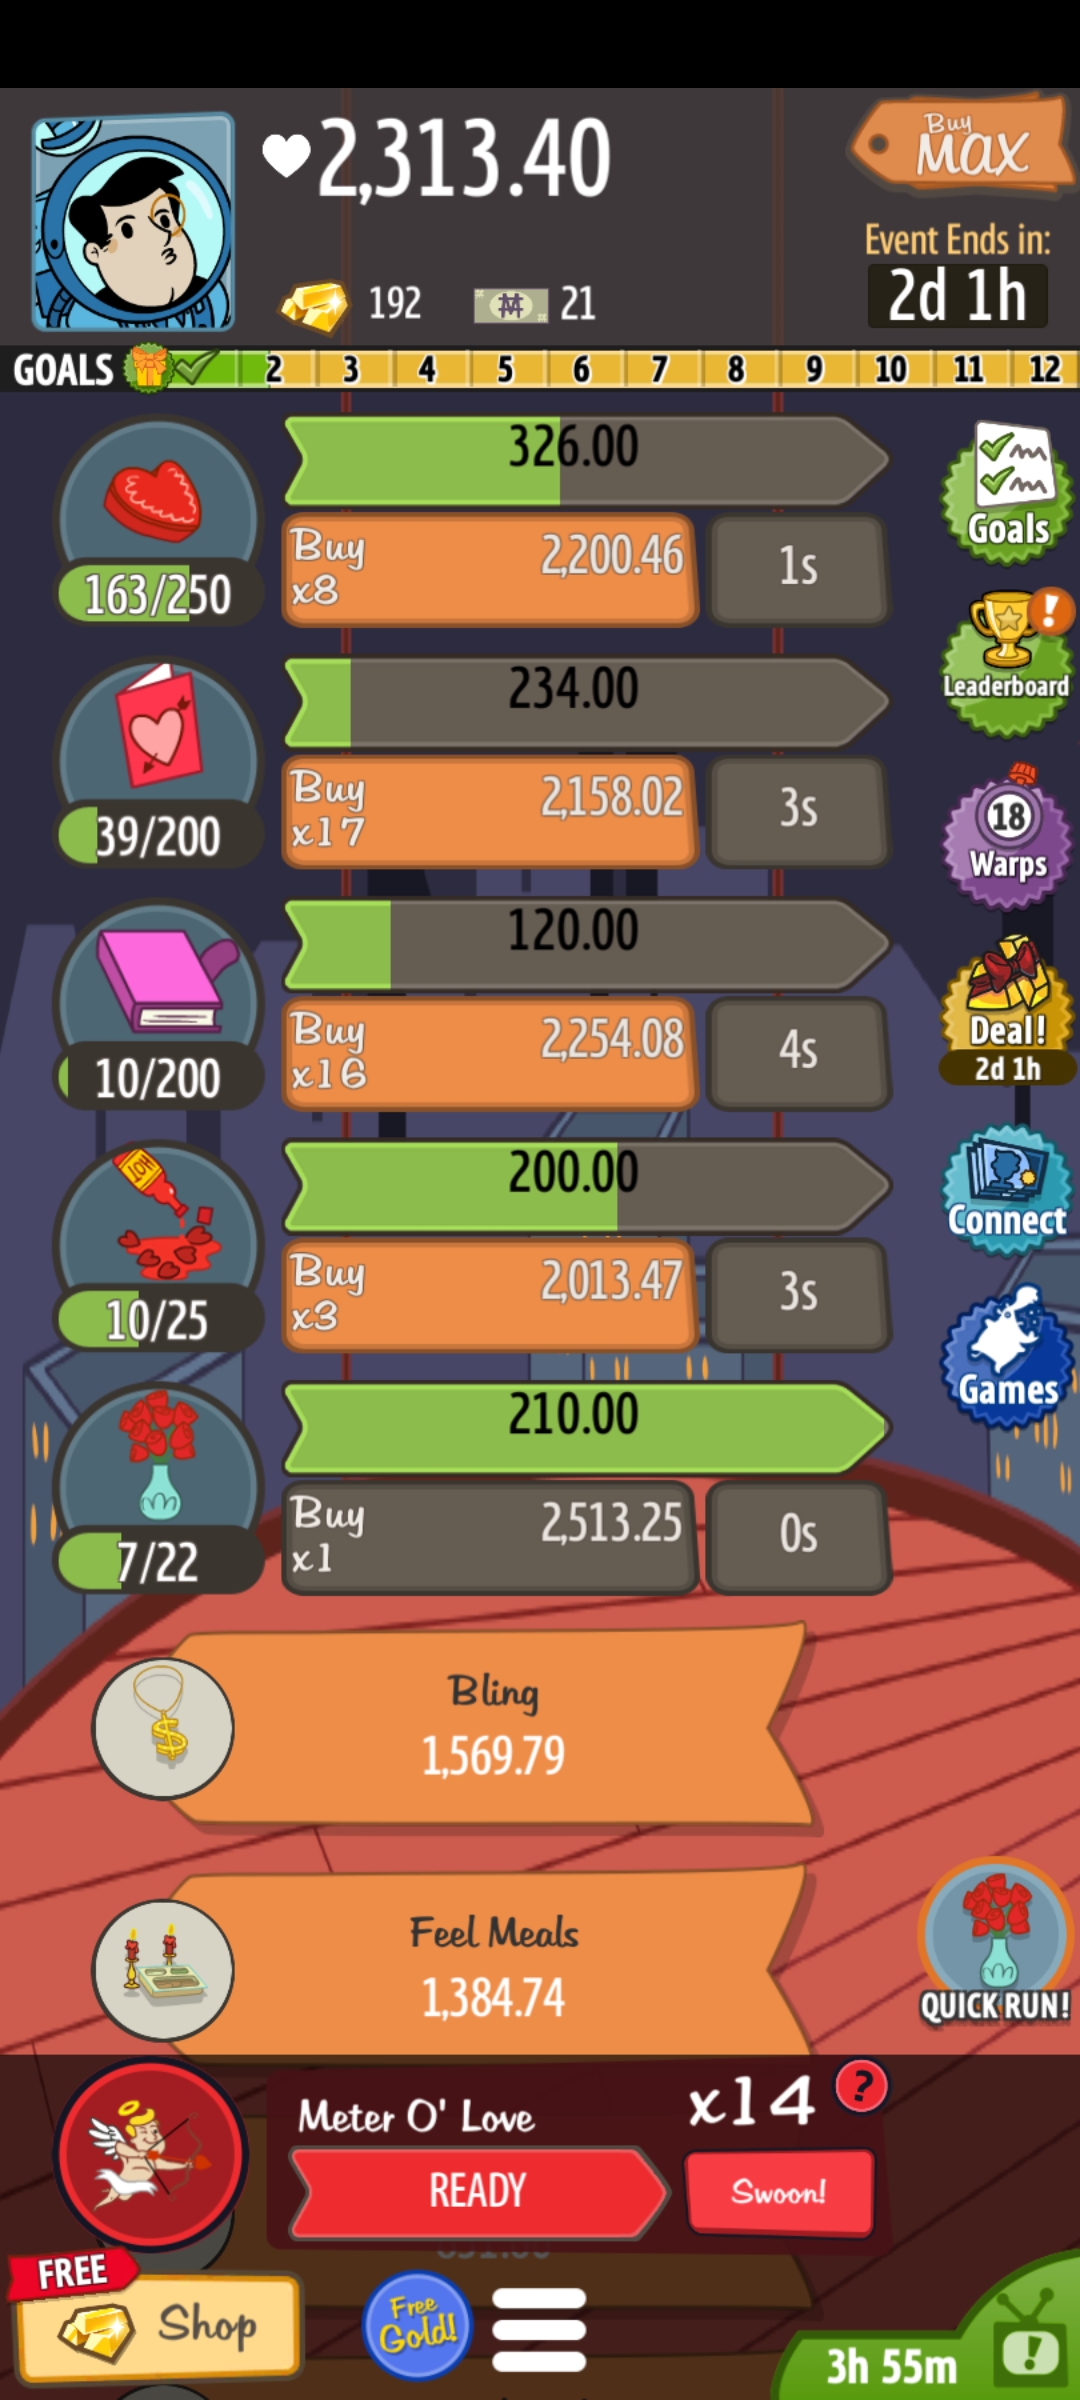 2,313.40
Buy
MAX
Event Ends in:
2d 1h
192
21
GOALS 2 3 4 5 6 7 8 9 10 11 12
326.00
Buy
x8
2,200.46
1s
163/250
Goals
234.00
Buy
x17
2,158.02
3s
39/200
!
Leaderboard
120.00
Buy
x16
2,254.08
4s
10/200
18
Warps
HOT
200.00
Buy
x3
2,013.47
3s
10/25
Deal!
2d 1h
Connect
210.00
Buy
x1
2,513.25
0s
7/22
Games
$
Bling
1,569.79
Feel Meals
1,384.74
QUICK RUN!
Meter O' Love
x14
?
READY
Swoon!
FREE
Shop
Free
Gold!
3h 55m
!